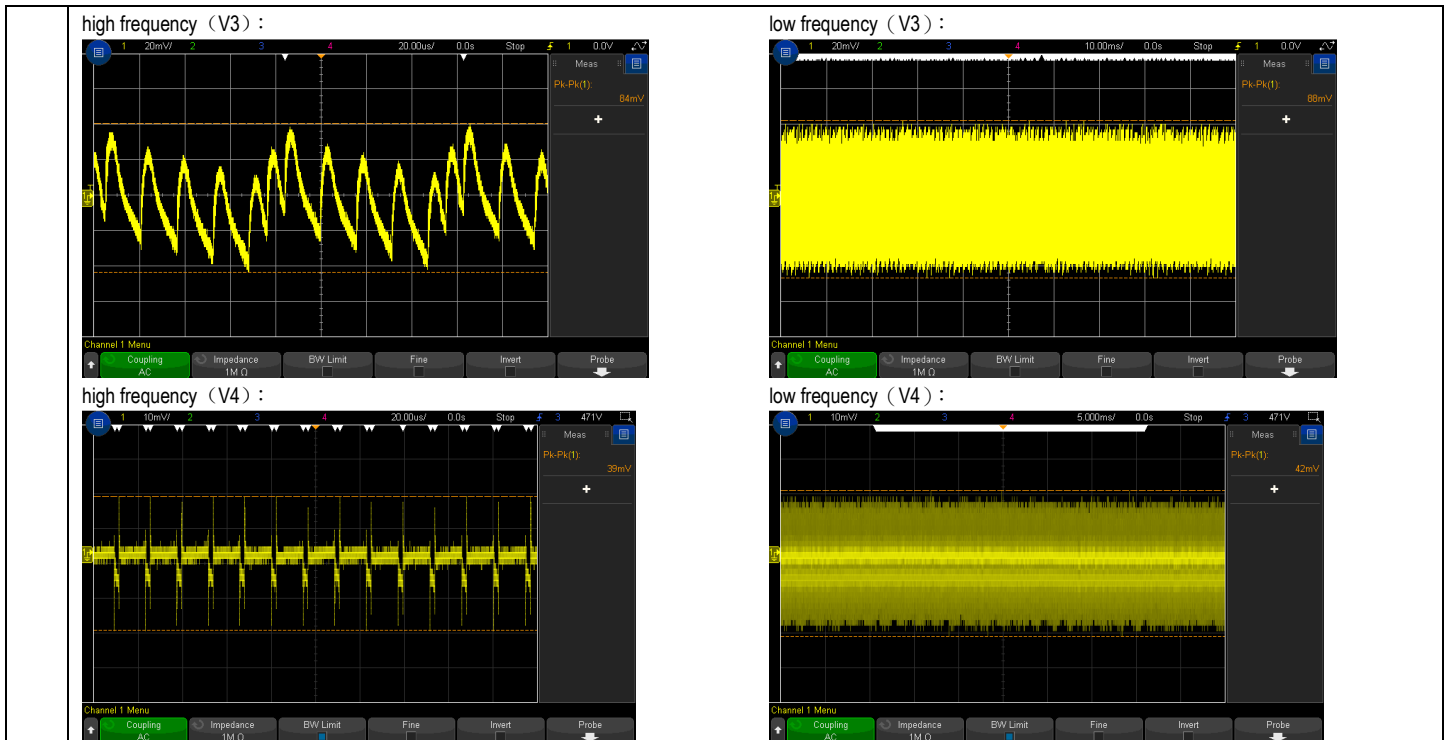 high frequency（V3）：
1 20mV/ 2 3 4 20.00us/ 0.0s Stop 1 0.0V
Meas
Pk-Pk(1):
84mV
+
Channel 1 Menu
Coupling Impedance BW Limit Fine Invert Probe
AC 1M Ω
low frequency（V3）：
1 20mV/ 2 3 4 10.00ms/ 0.0s Stop 1 0.0V
Meas
Pk-Pk(1):
88mV
+
Channel 1 Menu
Coupling Impedance BW Limit Fine Invert Probe
AC 1M Ω
high frequency（V4）：
1 10mV/ 2 3 4 20.00us/ 0.0s Stop 3 471V
Meas
Pk-Pk(1):
39mV
+
Channel 1 Menu
Coupling Impedance BW Limit Fine Invert Probe
AC 1M Ω
low frequency（V4）：
1 10mV/ 2 3 4 5.000ms/ 0.0s Stop 3 471V
Meas
Pk-Pk(1):
42mV
+
Channel 1 Menu
Coupling Impedance BW Limit Fine Invert Probe
AC 1M Ω